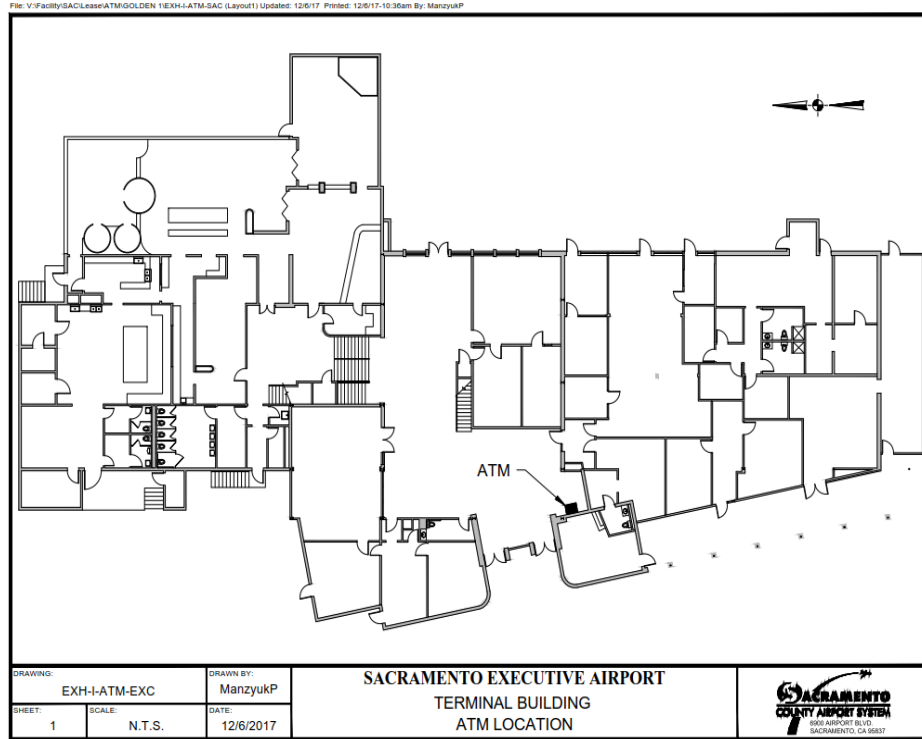 File: V:\Facility\SAC\Lease\ATM\GOLDEN 1\EXH-I-ATM-SAC (Layout1) Updated: 12/6/17 Printed: 12/6/17-10:36am By: ManzyukP
ATM
DRAWING:
EXH-I-ATM-EXC
DRAWN BY:
ManzyukP
SHEET:
1
SCALE:
N.T.S.
DATE:
12/6/2017
SACRAMENTO EXECUTIVE AIRPORT
TERMINAL BUILDING
ATM LOCATION
SACRAMENTO
COUNTY AIRPORT SYSTEM
6900 AIRPORT BLVD.
SACRAMENTO, CA 95837